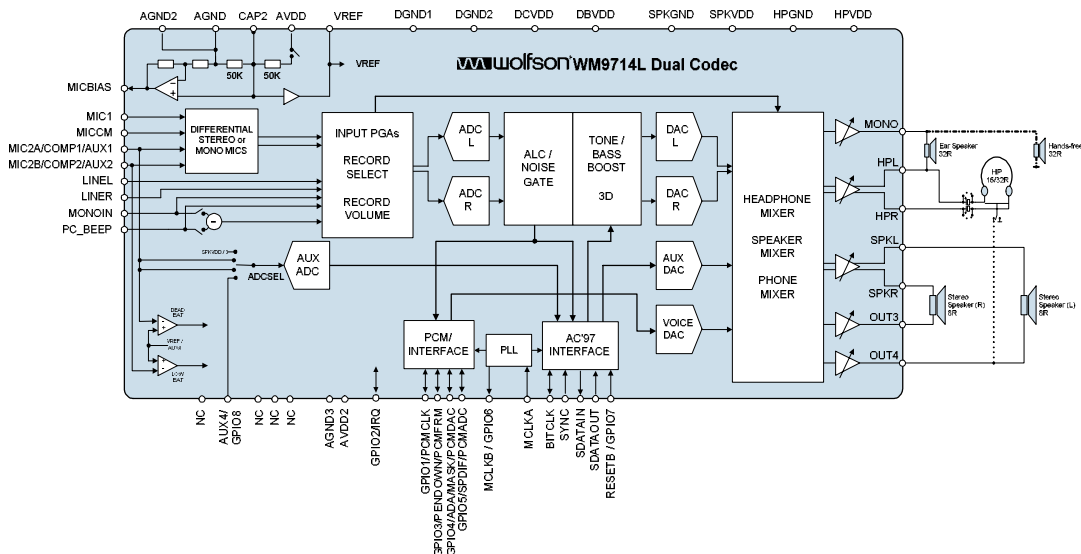 AGND2
AGND
CAP2
AVDD
VREF
DGND1
DGND2
DCVDD
DBVDD
SPKGND
SPKVDD
HPGND
HPVDD
wolfson® WM9714L Dual Codec
50K
50K
VREF
MICBIAS
MIC1
MICCM
MIC2A/COMP1/AUX1
MIC2B/COMP2/AUX2
LINEL
LINER
MONOIN
PC_BEEP
DIFFERENTIAL
STEREO or
MONO MICS
INPUT PGAs
RECORD
SELECT
RECORD
VOLUME
ADC
L
ADC
R
ALC /
NOISE
GATE
TONE /
BASS
BOOST
3D
DAC
L
DAC
R
HEADPHONE
MIXER
SPEAKER
MIXER
PHONE
MIXER
MONO
HPL
HPR
SPKL
SPKR
OUT3
OUT4
Ear Speaker
32R
Hands-free
32R
HP
16/32R
Stereo
Speaker (R)
8R
Stereo
Speaker (L)
8R
ADCSEL
AUX
ADC
AUX
DAC
VOICE
DAC
DEAD
BAT
LOW
BAT
PCM/
INTERFACE
PLL
AC'97
INTERFACE
NC
AUX4/
GPIO8
NC
NC
NC
AGND3
AVDD2
GPIO2/IRQ
GPIO1/PCMCLK
GPIO3/PENDOWN/PCMFRM
GPIO4/ADA/MASK/PCMDAC
GPIO5/SPDIF/PCMADC
MCLKB / GPIO6
MCLKA
BITCLK
SYNC
SDATAIN
SDATAOUT
RESETB / GPIO7